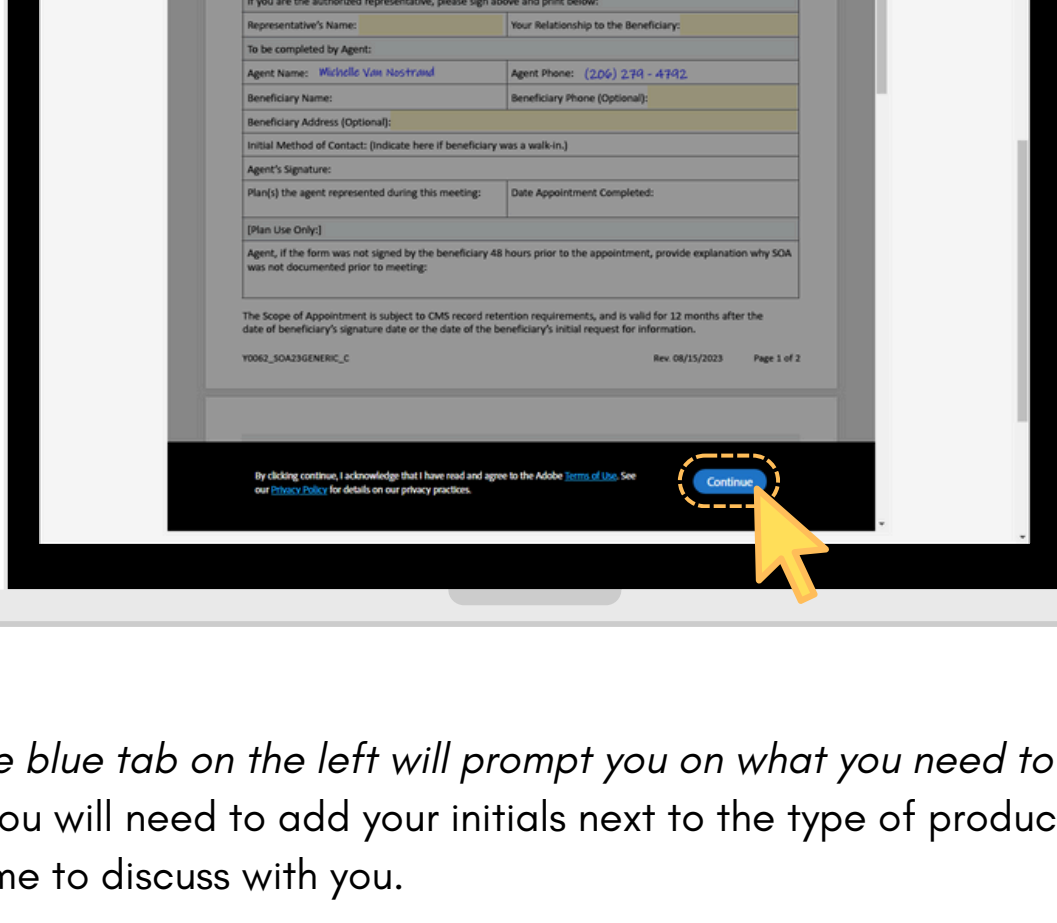 If you are the authorized representative, please sign above and print below:
Representative's Name: Your Relationship to the Beneficiary:
To be completed by Agent:
Agent Name: Michelle Van Nostrand Agent Phone: (206) 279 - 4792
Beneficiary Name: Beneficiary Phone (Optional):
Beneficiary Address (Optional):
Initial Method of Contact: (Indicate here if beneficiary was a walk-in.)
Agent's Signature:
Plan(s) the agent represented during this meeting: Date Appointment Completed:
[Plan Use Only:]
Agent, if the form was not signed by the beneficiary 48 hours prior to the appointment, provide explanation why SOA
was not documented prior to meeting:
The Scope of Appointment is subject to CMS record retention requirements, and is valid for 12 months after the
date of beneficiary's signature date or the date of the beneficiary's initial request for information.
Y0062_SOA23GENERIC_C Rev. 08/15/2023 Page 1 of 2
By clicking continue, I acknowledge that I have read and agree to the Adobe Terms of Use. See
our Privacy Policy for details on our privacy practices.
Continue
e blue tab on the left will prompt you on what you need to
ou will need to add your initials next to the type of produc
me to discuss with you.